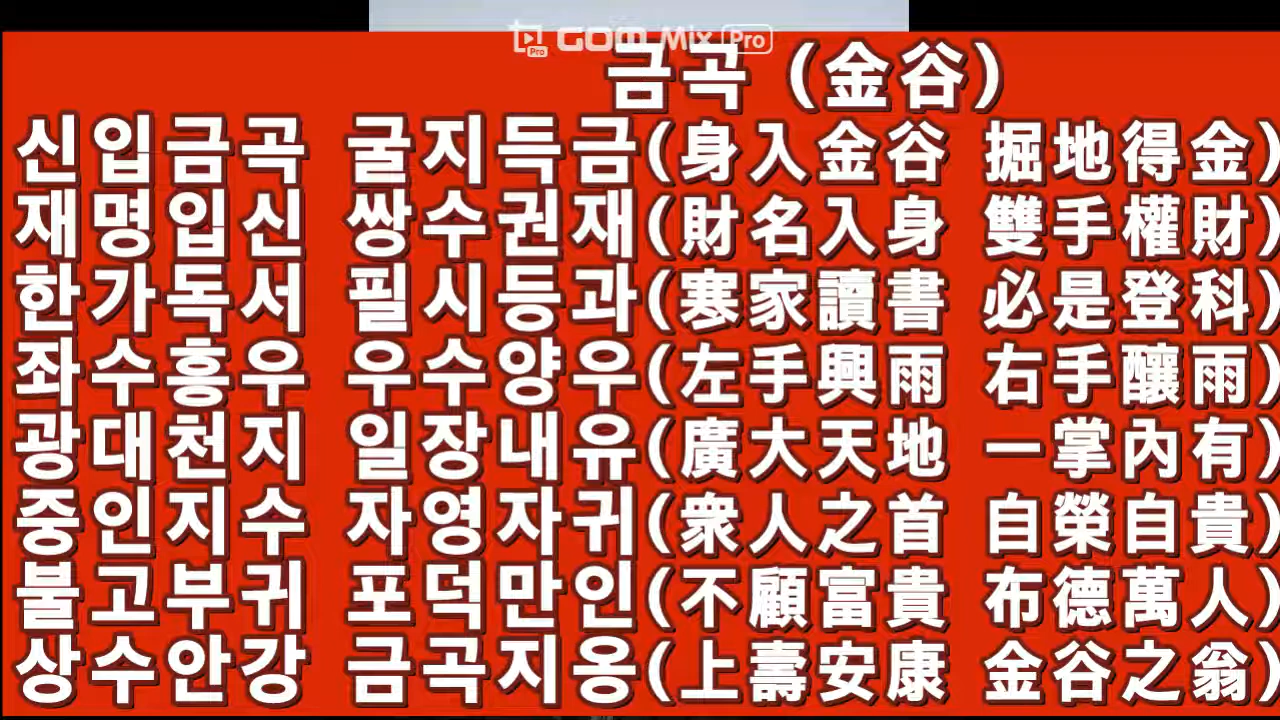 GOM Mix Pro
금곡 (金谷)
신입금곡 굴지득금(身入金谷 掘地得金)
재명입신 쌍수권재(財名入身 雙手權財)
한가독서 필시등과(寒家讀書 必是登科)
좌수흥우 우수양우(左手興雨 右手釀雨)
광대천지 일장내유(廣大天地 一掌內有)
중인지수 자영자귀(衆人之首 自榮自貴)
불고부귀 포덕만인(不顧富貴 布德萬人)
상수안강 금곡지옹(上壽安康 金谷之翁)